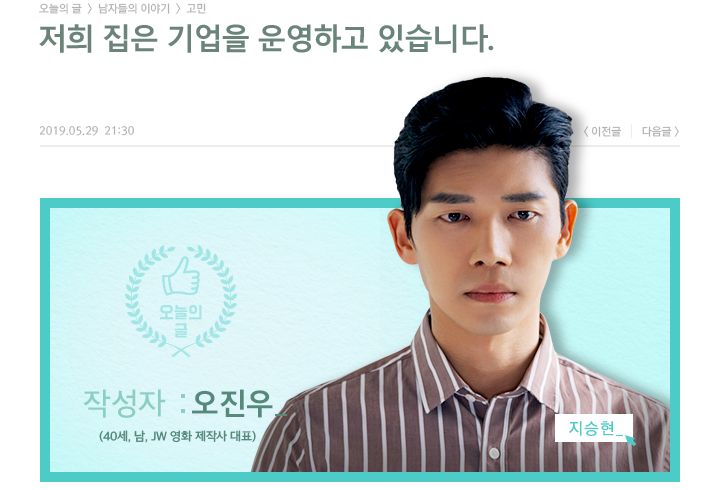 오늘의 글 > 남자들의 이야기 > 고민
저희 집은 기업을 운영하고 있습니다.
2019.05.29 21:30
< 이전글 | 다음글 >
오늘의
글
작성자 : 오진우_
(40세, 남, JW 영화 제작사 대표)
지승현_